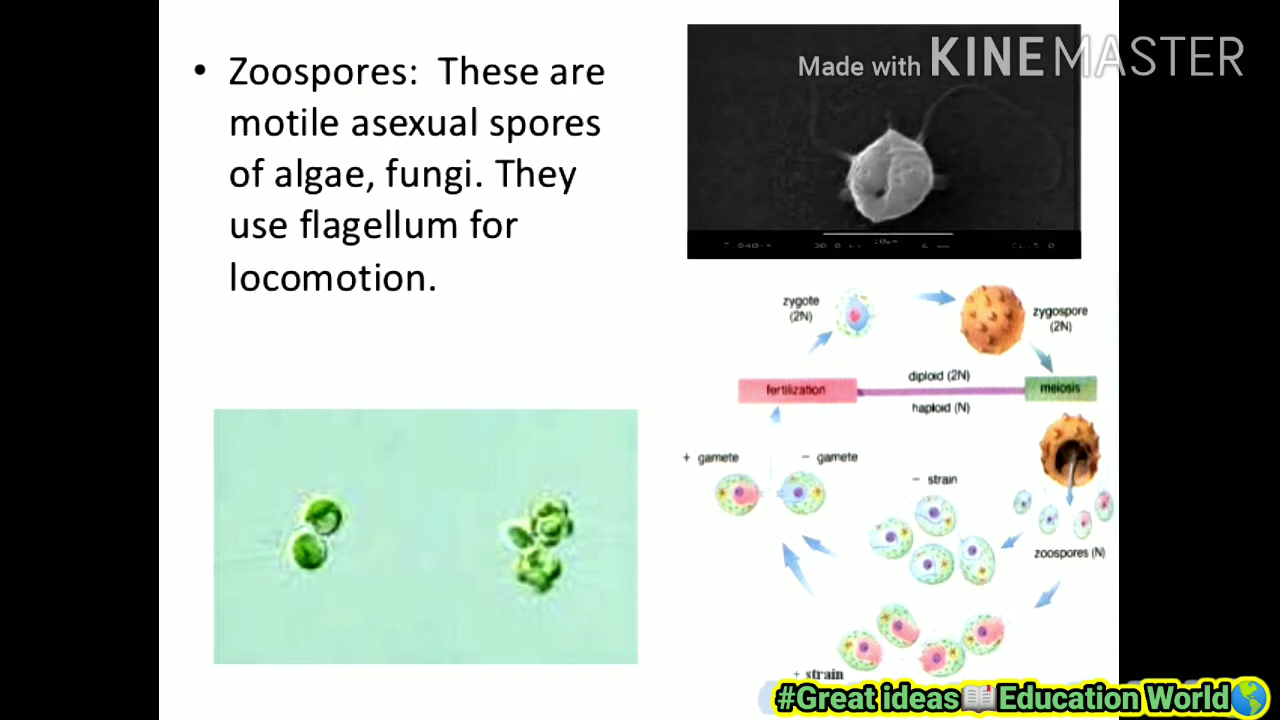 • Zoospores: These are
motile asexual spores
of algae, fungi. They
use flagellum for
locomotion.
Made with KINEMASTER
zygote
(2N)
zygospore
(2N)
diploid (2N)
fertilization
meiosis
haploid (N)
+ gamete
− gamete
− strain
zoospores (N)
+ strain
#Great ideas📖Education World🌎